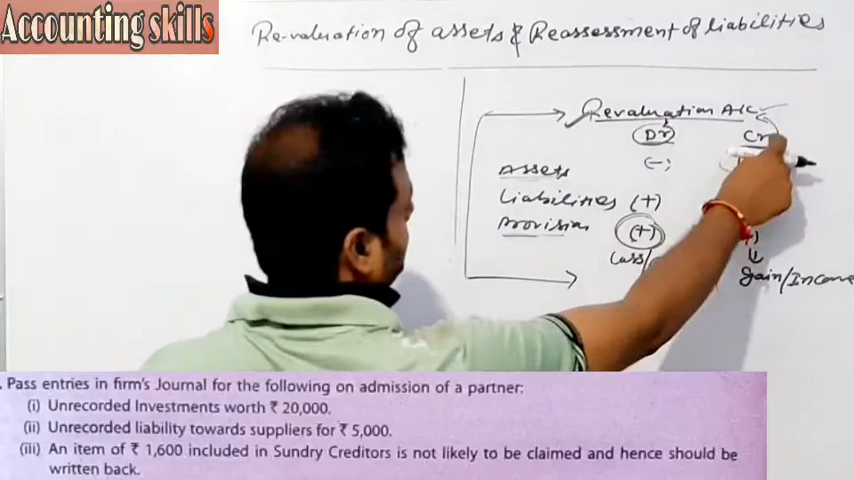 Accounting skills
Re-valuation of assets & Reassessment of liabilities
Revaluation A/C
Dr Cr
Assets (-)
Liabilities (+)
Provision (+)
Loss/
Gain/Income
. Pass entries in firm's Journal for the following on admission of a partner:
(i) Unrecorded Investments worth ₹ 20,000.
(ii) Unrecorded liability towards suppliers for ₹ 5,000.
(iii) An item of ₹ 1,600 included in Sundry Creditors is not likely to be claimed and hence should be
written back.